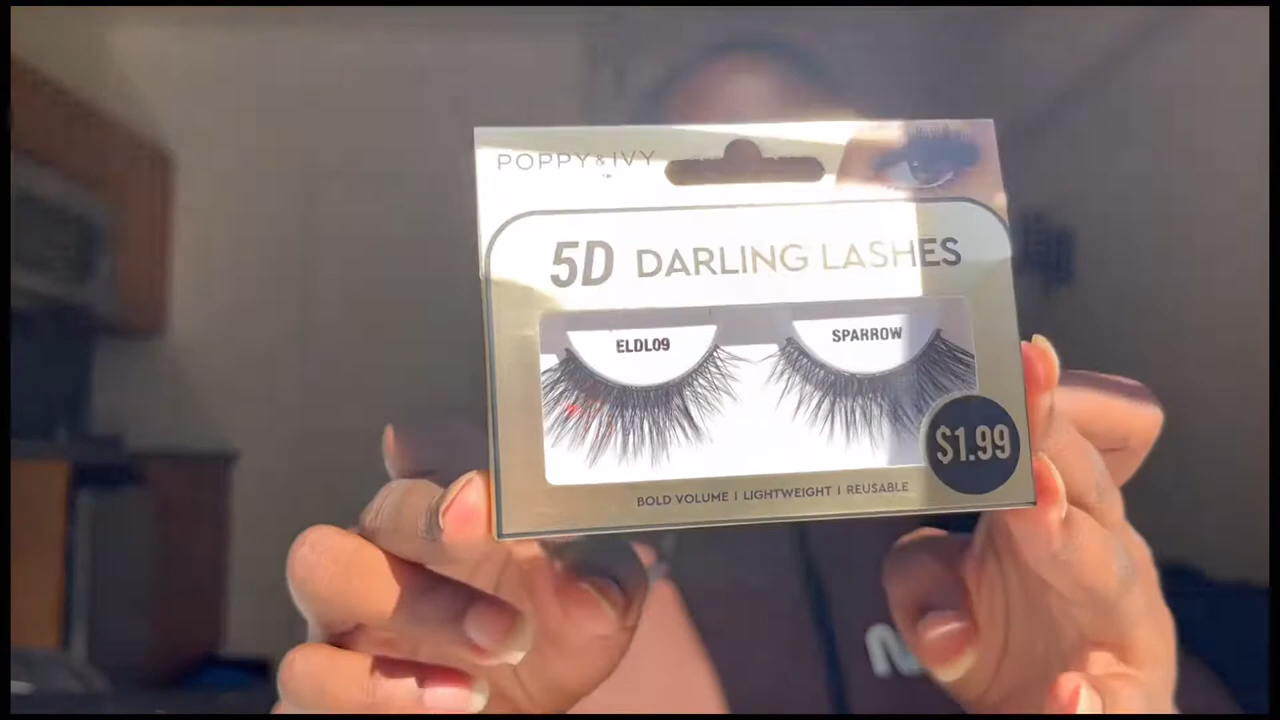 POPPY & IVY
5D DARLING LASHES
ELDL09
SPARROW
$1.99
BOLD VOLUME | LIGHTWEIGHT | REUSABLE